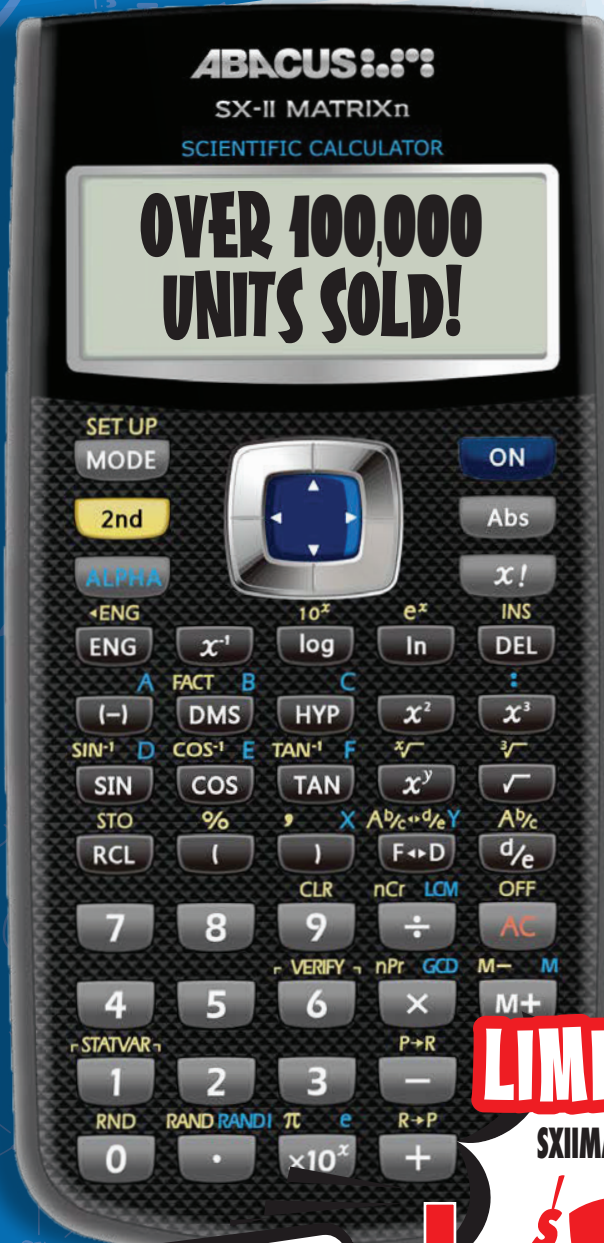 ABACUS
SX-II MATRIXn
SCIENTIFIC CALCULATOR
OVER 100,000
UNITS SOLD!
SET UP
MODE ON
2nd Abs
ALPHA x!
◂ENG 10ˣ eˣ INS
ENG x⁻¹ log ln DEL
A FACT B C :
(−) DMS HYP x² x³
SIN⁻¹ D COS⁻¹ E TAN⁻¹ F ˣ√ ³√
SIN COS TAN xʸ √
STO % , X Ab/c◂▸d/e Y Ab/c
RCL ( ) F◂▸D d/e
CLR nCr LCM OFF
7 8 9 ÷ AC
VERIFY nPr GCD M− M
4 5 6 × M+
STATVAR P→R
1 2 3 −
RND RAND RANDI π e R→P
0 · ×10ˣ +
$